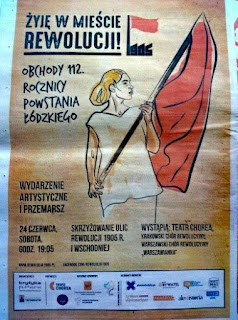 ŻYJĘ W MIEŚCIE
REWOLUCJI!
OBCHODY 112.
ROCZNICY
POWSTANIA
ŁÓDZKIEGO
WYDARZENIE
ARTYSTYCZNE
I PRZEMARSZ
24 CZERWCA,
SOBOTA,
GODZ. 19:05
SKRZYŻOWANIE ULIC
REWOLUCJI 1905 R.
I WSCHODNIEJ
WYSTĄPIĄ: TEATR CHOREA,
KRAKOWSKI CHÓR REWOLUCYJNY,
WARSZAWSKI CHÓR REWOLUCYJNY
„WARSZAWIANKA”